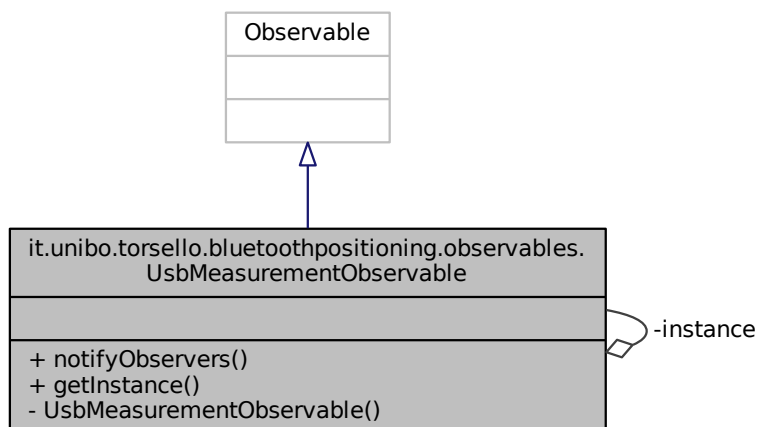 Observable
it.unibo.torsello.bluetoothpositioning.observables.
UsbMeasurementObservable
-instance
+ notifyObservers()
+ getInstance()
- UsbMeasurementObservable()